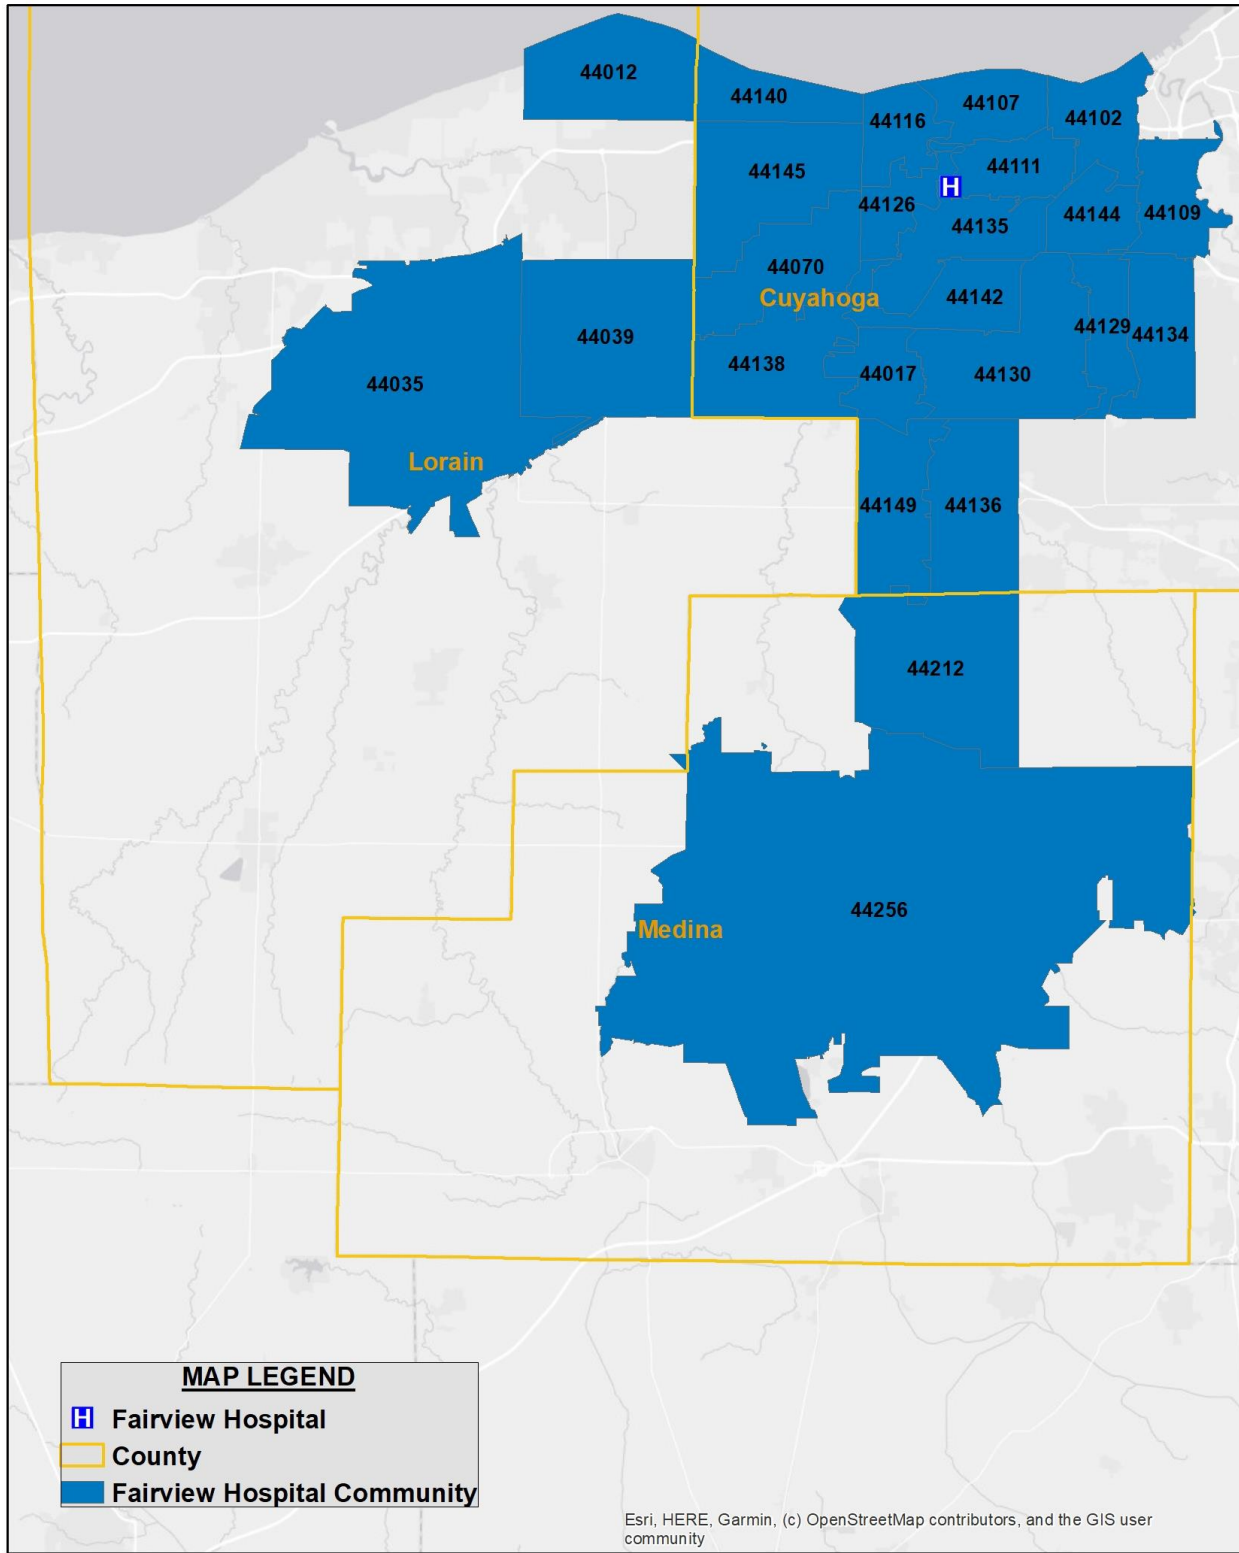 44012
44140
44107
44102
44116
44145
44111
H
44126
44144
44109
44135
44070
Cuyahoga
44142
44039
44129
44134
44138
44017
44130
44035
Lorain
44149
44136
44212
44256
Medina
MAP LEGEND
H Fairview Hospital
County
Fairview Hospital Community
Esri, HERE, Garmin, (c) OpenStreetMap contributors, and the GIS user
community